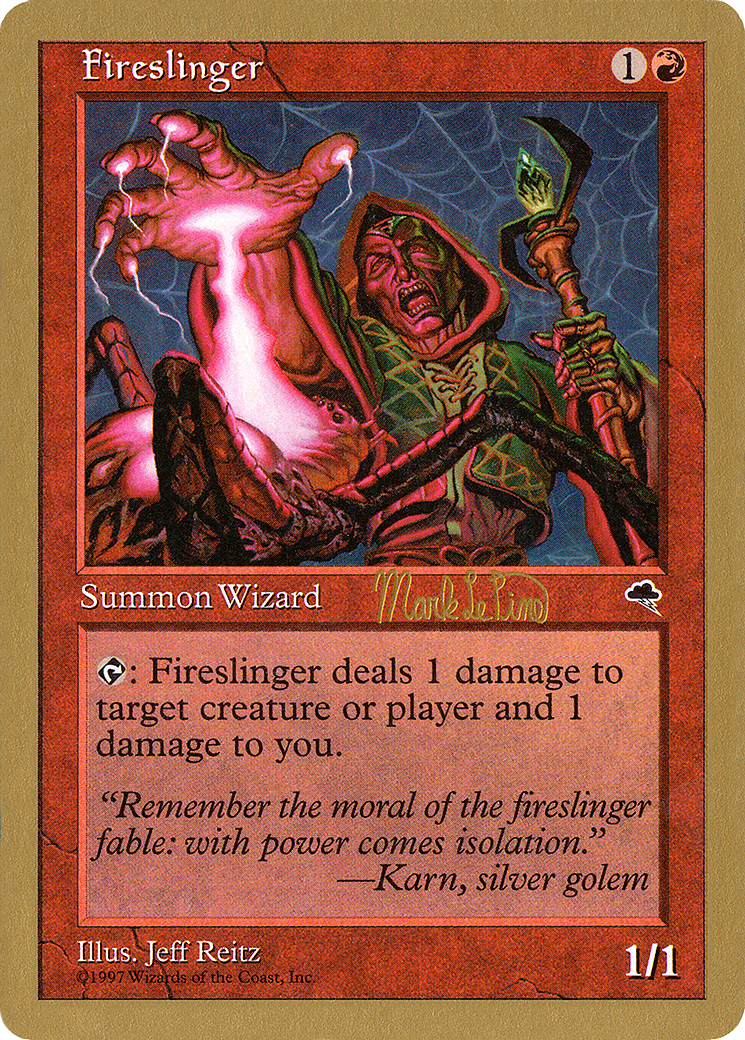 Fireslinger 1
Summon Wizard Mark Le Pine
: Fireslinger deals 1 damage to
target creature or player and 1
damage to you.
“Remember the moral of the fireslinger
fable: with power comes isolation.”
—Karn, silver golem
Illus. Jeff Reitz
©1997 Wizards of the Coast, Inc.
1/1